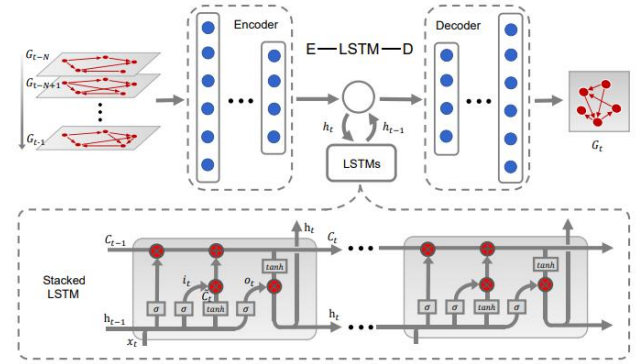 Encoder
Decoder
E—LSTM—D
G_{t-N}
G_{t-N+1}
G_{t-1}
G_t
h_t
h_{t-1}
LSTMs
h_t
C_{t-1}
C_t
Stacked
LSTM
i_t
o_t
tanh
C̃_t
σ
σ
tanh
σ
h_{t-1}
x_t
h_t
tanh
σ
σ
tanh
σ